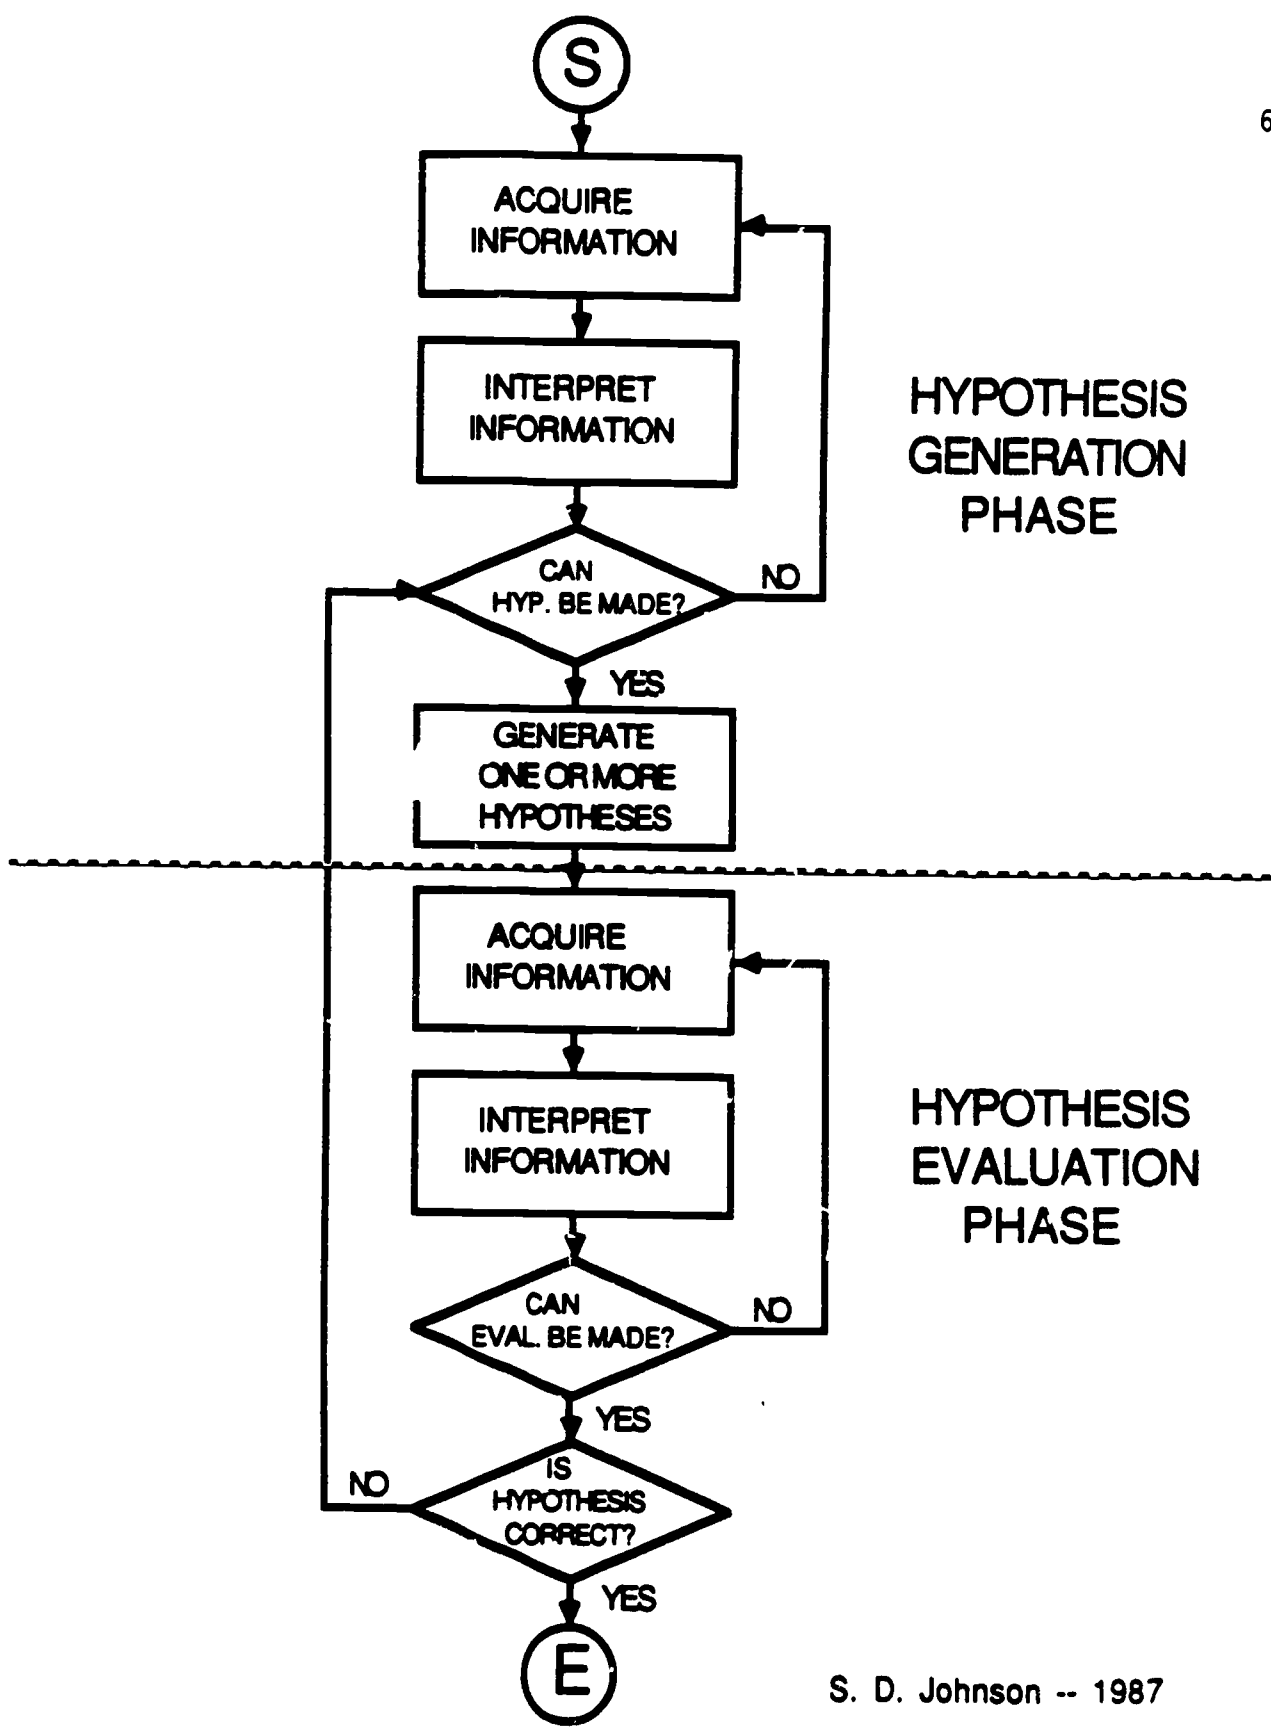 S
6
ACQUIRE
INFORMATION
INTERPRET
INFORMATION
HYPOTHESIS
GENERATION
PHASE
CAN
HYP. BE MADE?
NO
YES
GENERATE
ONE OR MORE
HYPOTHESES
ACQUIRE
INFORMATION
INTERPRET
INFORMATION
HYPOTHESIS
EVALUATION
PHASE
CAN
EVAL. BE MADE?
NO
YES
IS
HYPOTHESIS
CORRECT?
NO
YES
E
S. D. Johnson -- 1987